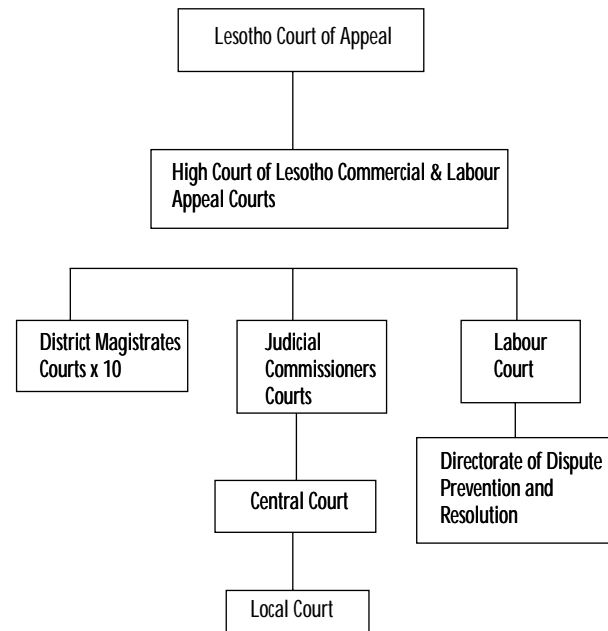 Lesotho Court of Appeal
High Court of Lesotho Commercial & Labour
Appeal Courts
District Magistrates
Courts x 10
Judicial
Commissioners
Courts
Labour
Court
Directorate of Dispute
Prevention and
Resolution
Central Court
Local Court